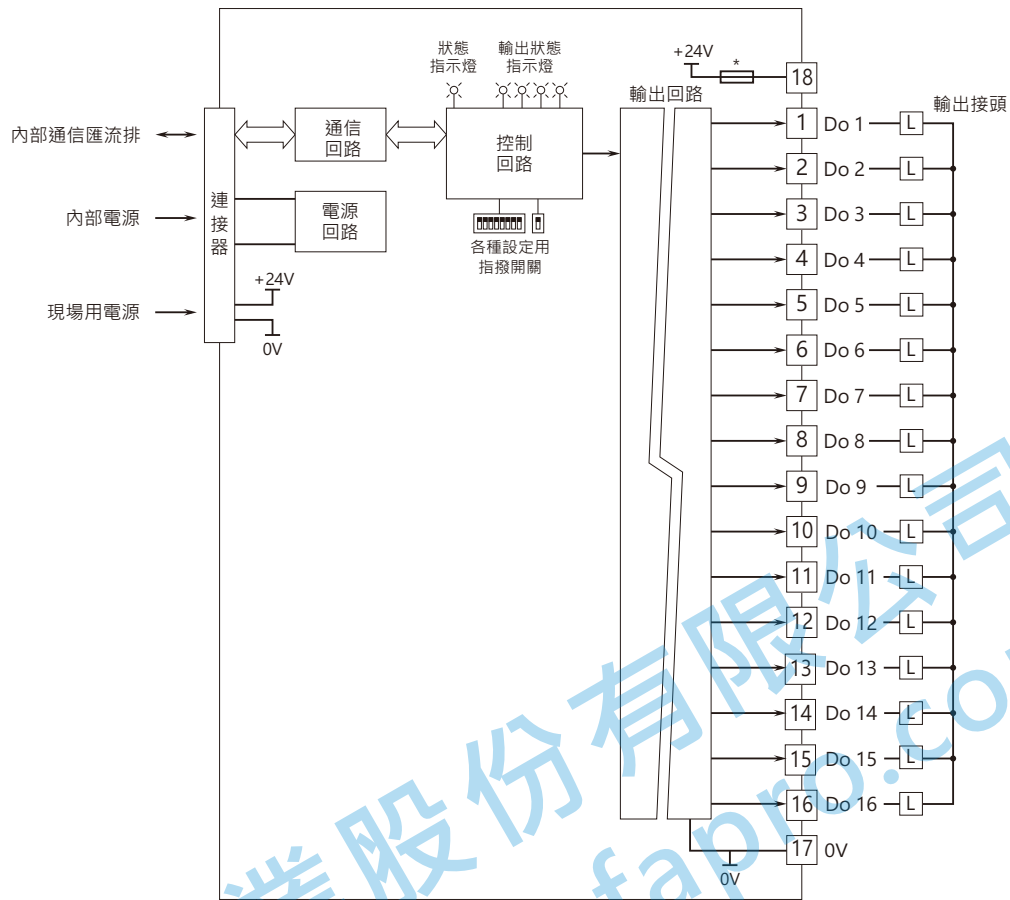 狀態
指示燈
輸出狀態
指示燈
+24V
*
18
輸出回路
輸出接頭
內部通信匯流排
連接器
通信
回路
控制
回路
內部電源
電源
回路
各種設定用
指撥開關
現場用電源
+24V
0V
1 Do 1 L
2 Do 2 L
3 Do 3 L
4 Do 4 L
5 Do 5 L
6 Do 6 L
7 Do 7 L
8 Do 8 L
9 Do 9 L
10 Do 10 L
11 Do 11 L
12 Do 12 L
13 Do 13 L
14 Do 14 L
15 Do 15 L
16 Do 16 L
17 0V
0V
業股份有限公司
fapro.co